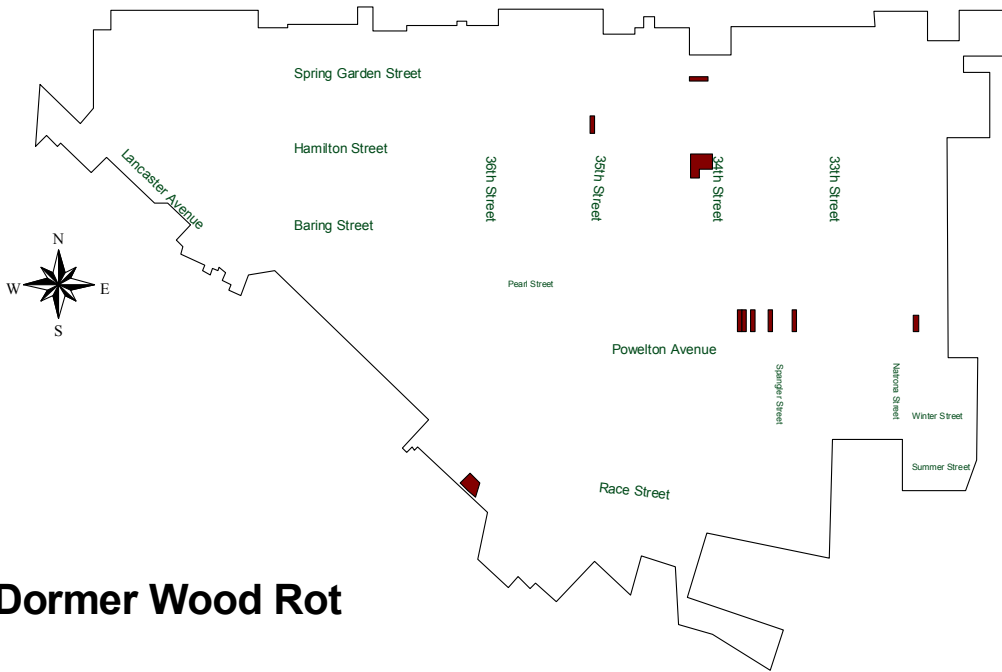 Spring Garden Street
Hamilton Street
Lancaster Avenue
36th Street
35th Street
34th Street
33th Street
Baring Street
N
W
E
S
Pearl Street
Powelton Avenue
Spangler Street
Natrona Street
Winter Street
Summer Street
Race Street
Dormer Wood Rot